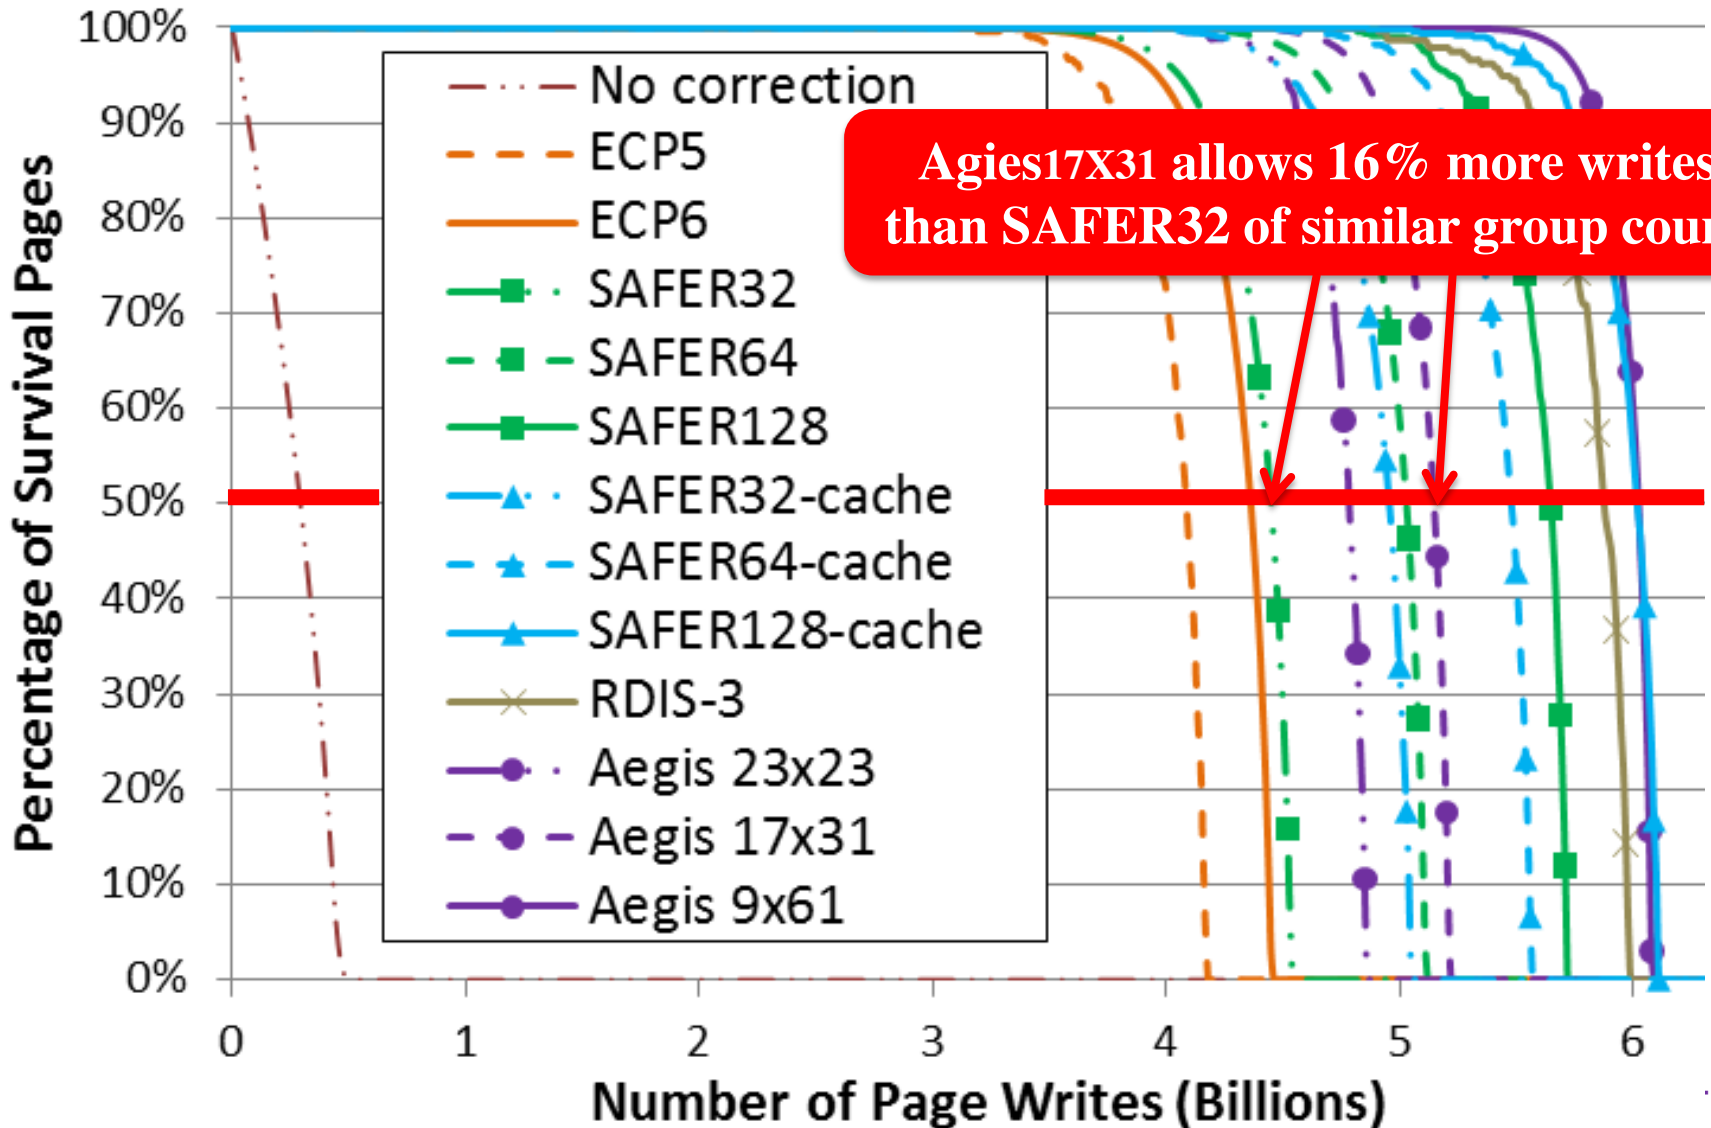 100%
90%
80%
70%
60%
50%
40%
30%
20%
10%
0%
Percentage of Survival Pages
No correction
ECP5
ECP6
SAFER32
SAFER64
SAFER128
SAFER32-cache
SAFER64-cache
SAFER128-cache
RDIS-3
Aegis 23x23
Aegis 17x31
Aegis 9x61
Agies17X31 allows 16% more writes
than SAFER32 of similar group
0 1 2 3 4 5 6
Number of Page Writes (Billions)